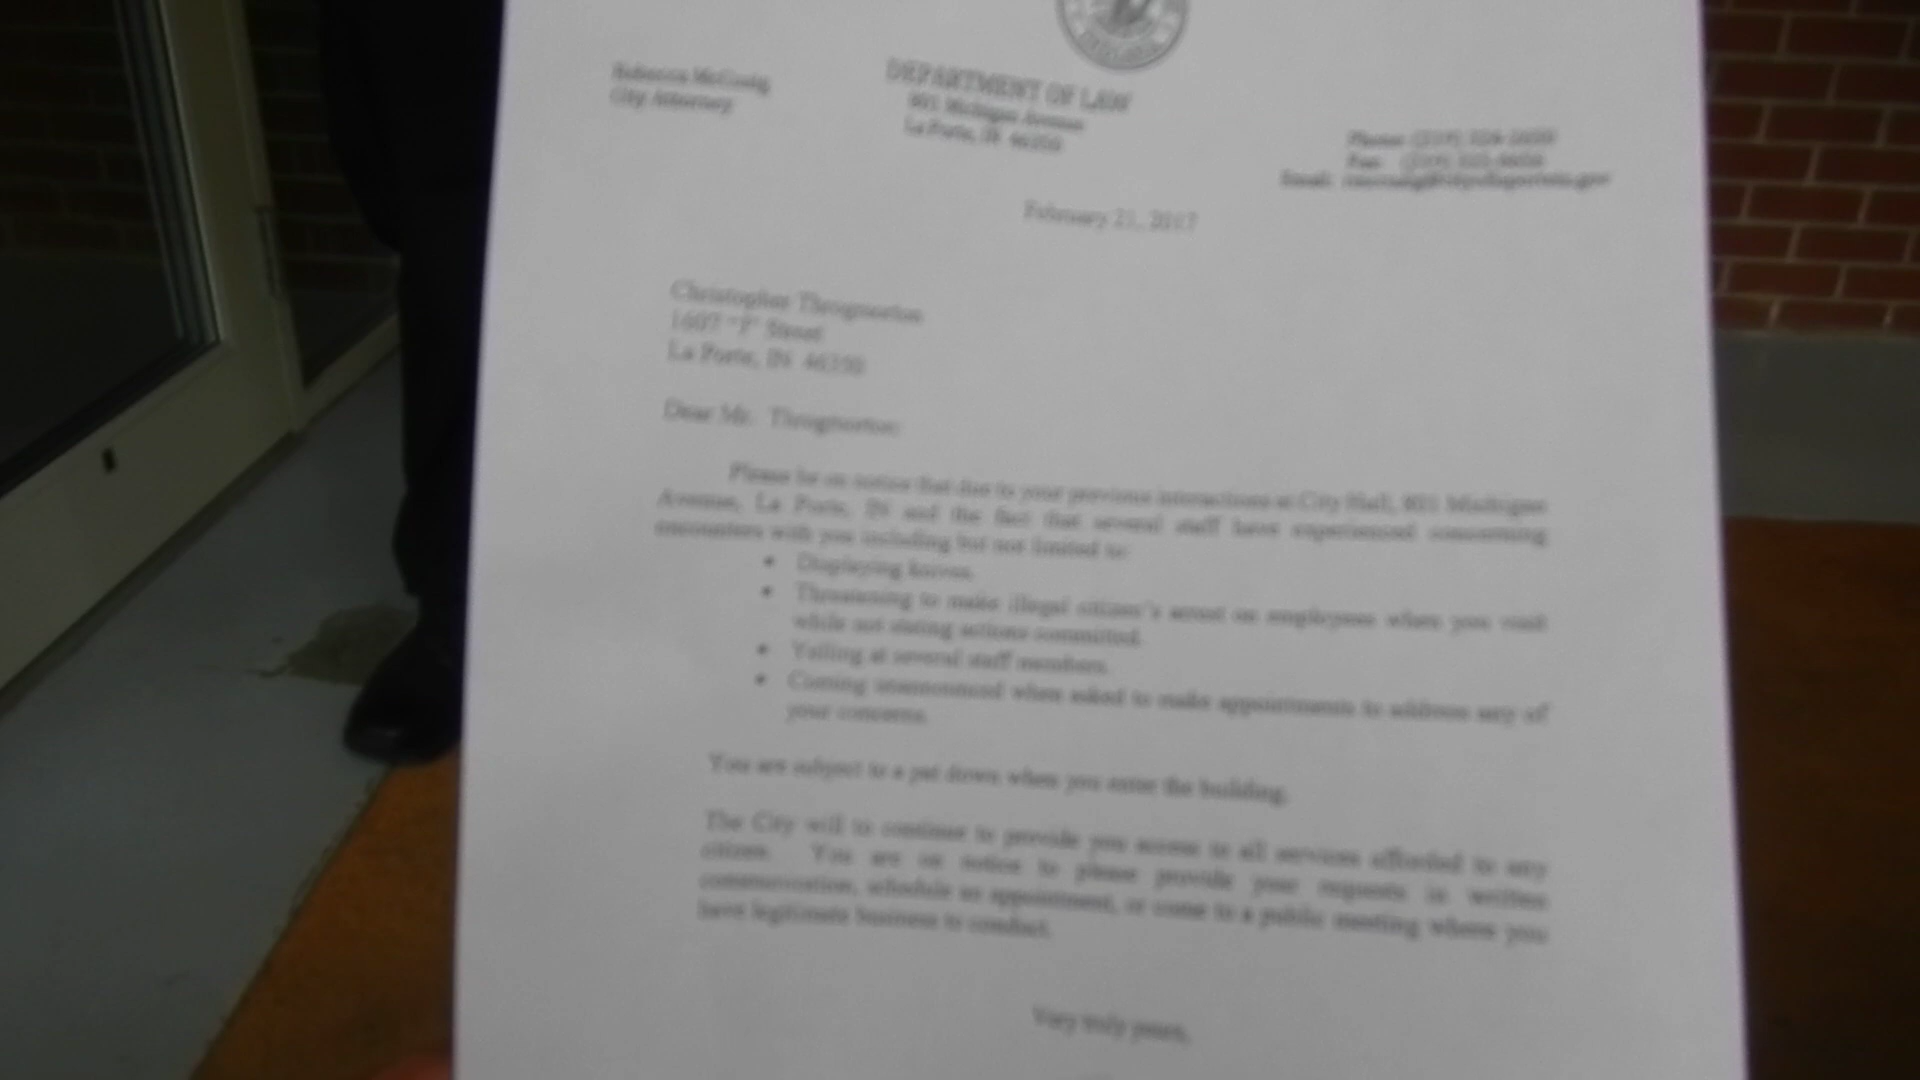 Rebecca McCuaig
City Attorney
DEPARTMENT OF LAW
801 Michigan Avenue
La Porte, IN 46350
Phone:
Fax:
Email:
February 21, 2017
Christopher Throgmorton
1607 "I" Street
La Porte, IN 46350
Dear Mr. Throgmorton:
Please be on notice that due to your previous interactions at City Hall, 801 Michigan
Avenue, La Porte, IN and the fact that several staff have experienced concerning
encounters with you including but not limited to:
• Displaying knives.
• Threatening to make illegal citizen's arrest on employees when you visit
while not stating actions committed.
• Yelling at several staff members.
• Coming unannounced when asked to make appointments to address any of
your concerns.
You are subject to a pat down when you enter the building.
The City will to continue to provide you access to all services afforded to any
citizen. You are on notice to please provide your requests in written
communication, schedule an appointment, or come to a public meeting where you
have legitimate business to conduct.
Very truly yours,